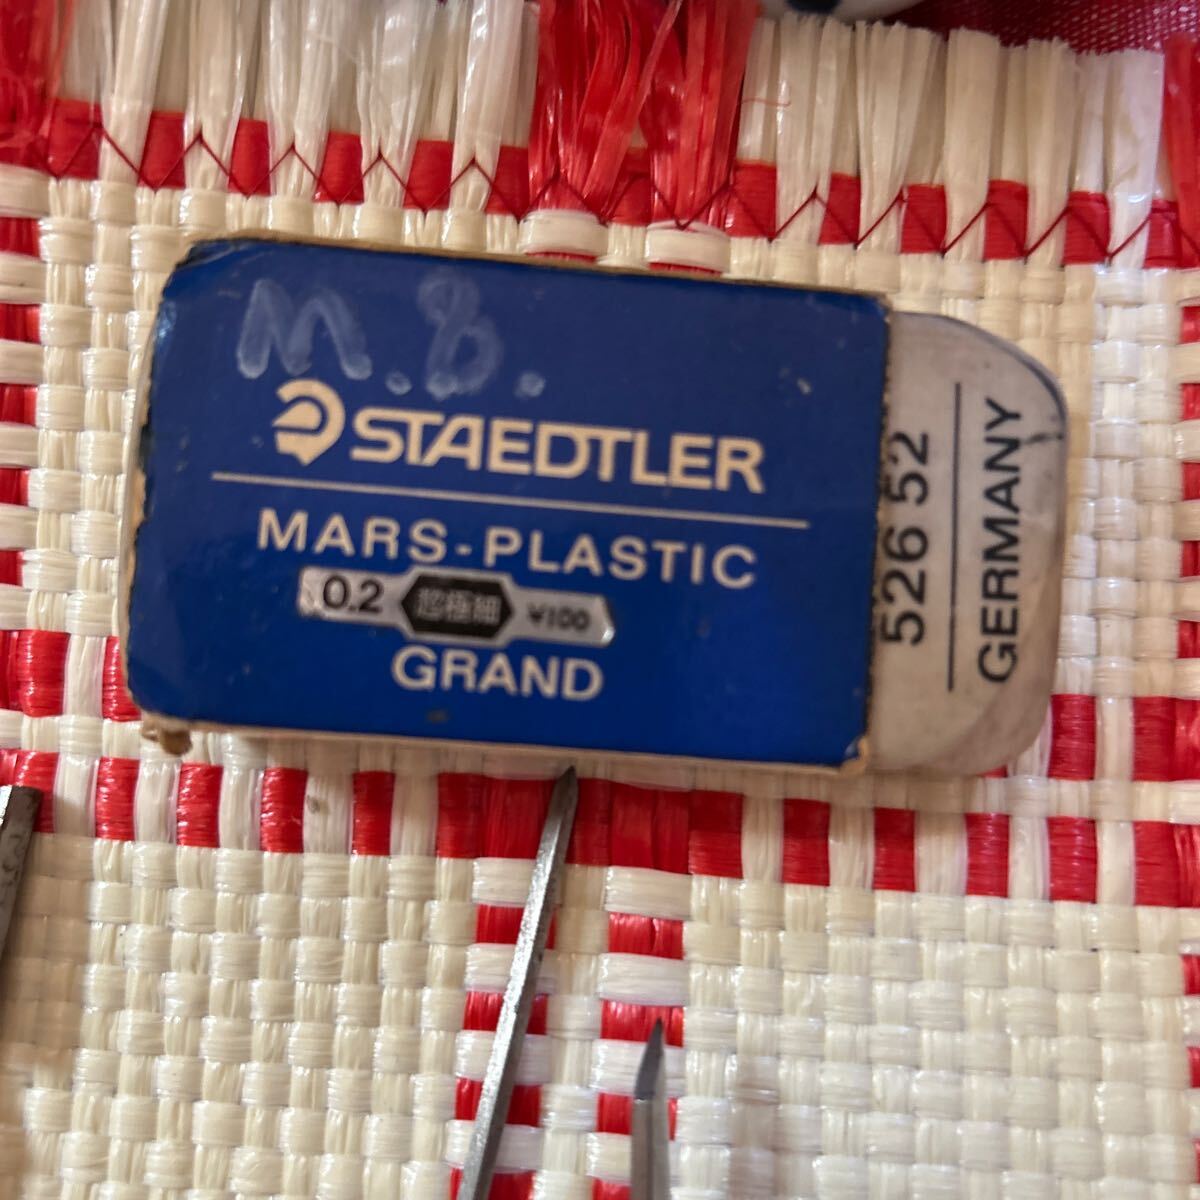 M.B.
STAEDTLER
MARS-PLASTIC
0.2 超極細 ¥100
GRAND
526 52
GERMANY